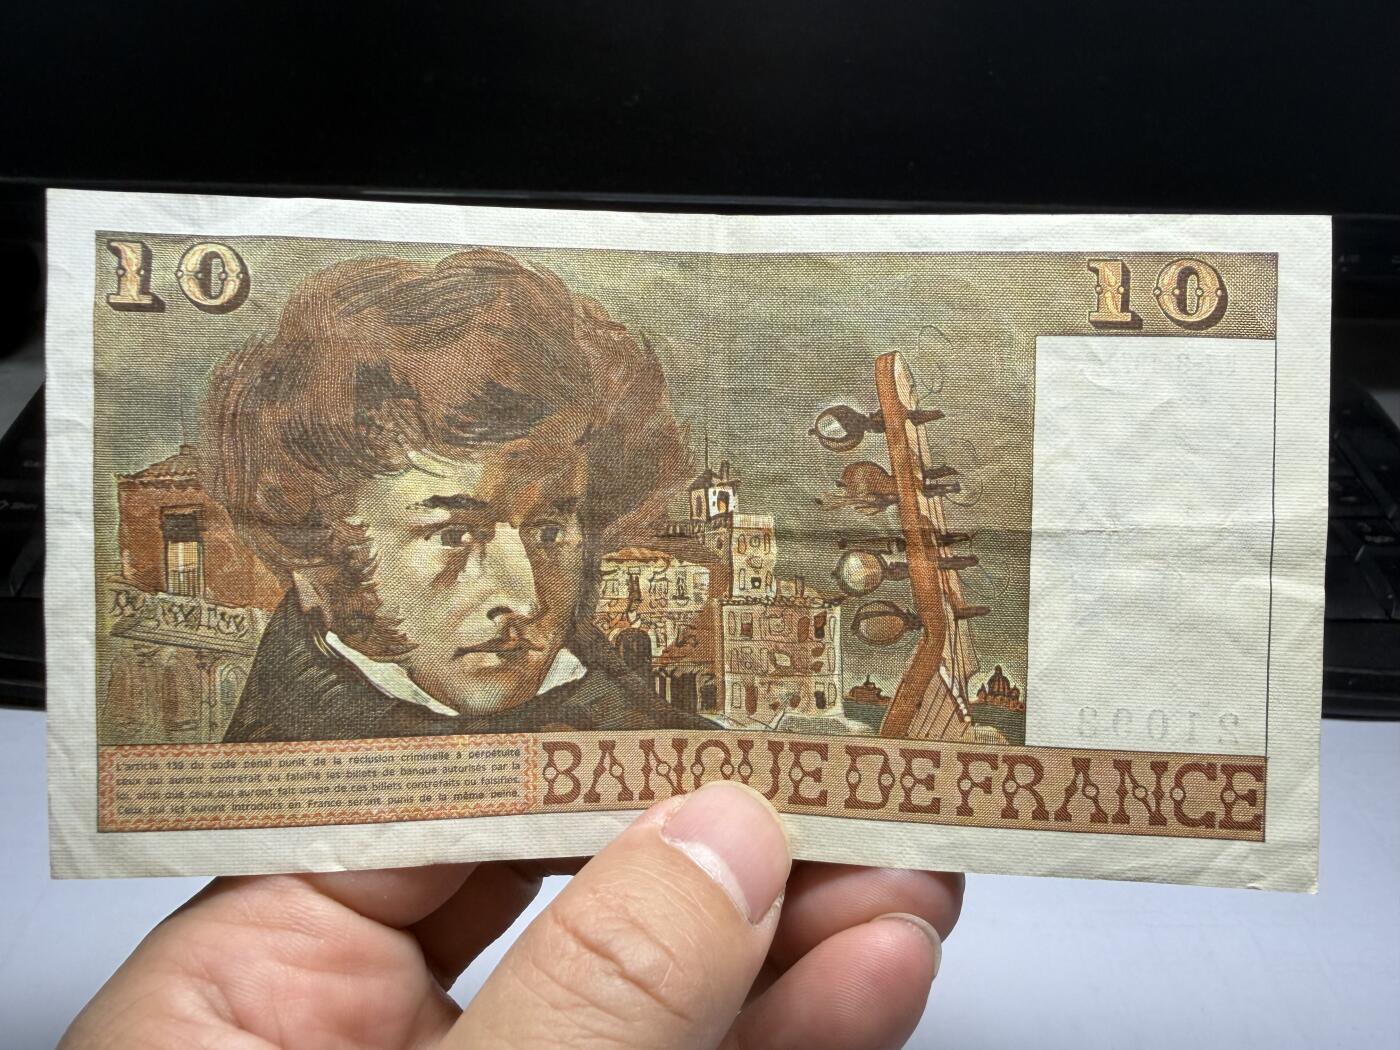 10
10
L'article 139 du code pénal punit de la réclusion criminelle à perpétuité
ceux qui auront contrefait ou falsifié les billets de banque autorisés par la
loi, ainsi que ceux qui auront fait usage de ces billets contrefaits ou falsifiés.
Ceux qui les auront introduits en France seront punis de la même peine.
BANQUE DE FRANCE